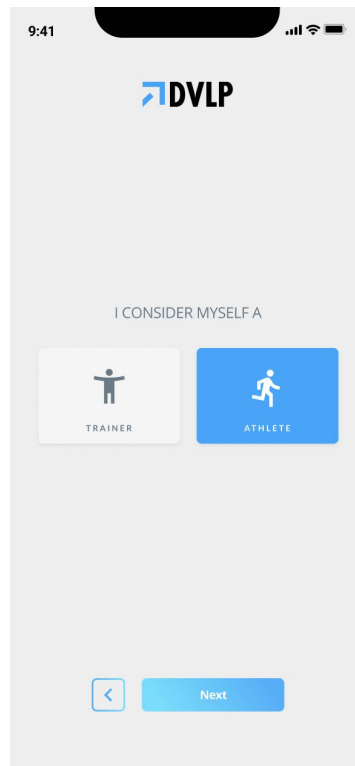 9:41
DVLP
I CONSIDER MYSELF A
TRAINER
ATHLETE
Next